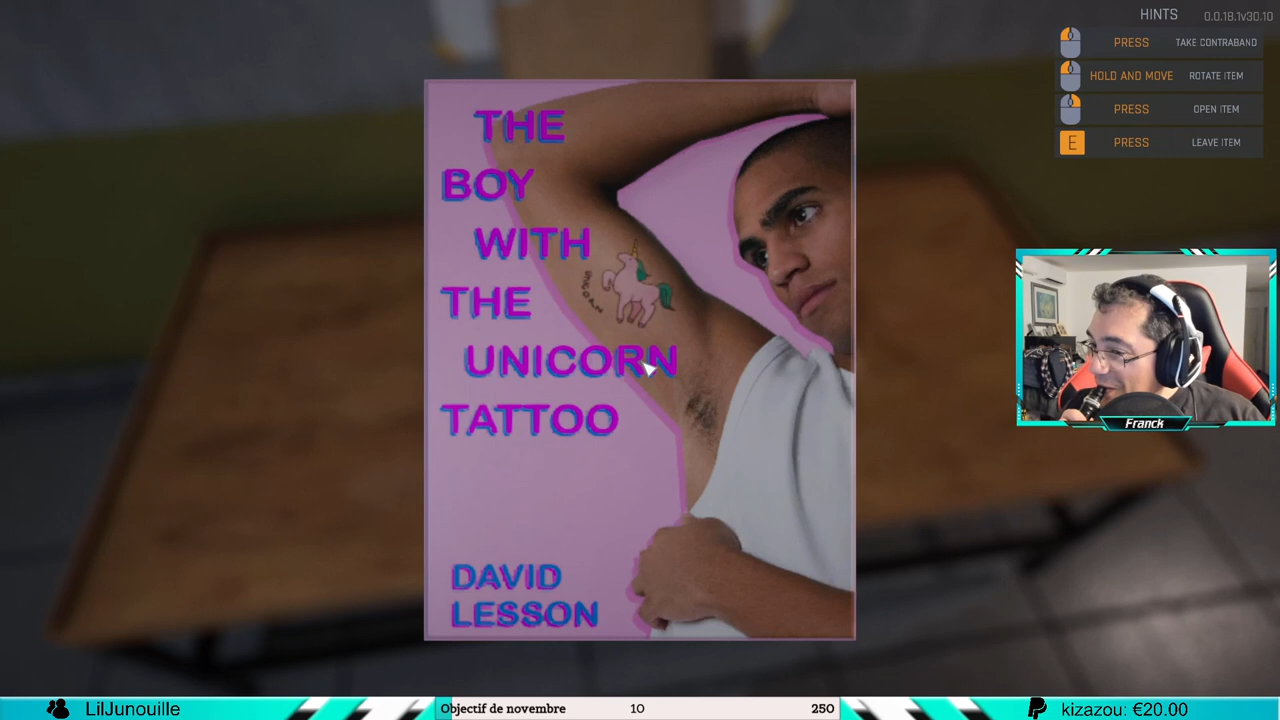 HINTS
0.0.18.1v30.10
PRESS TAKE CONTRABAND
HOLD AND MOVE ROTATE ITEM
PRESS OPEN ITEM
E PRESS LEAVE ITEM
THE
BOY
WITH
THE
UNICORN
TATTOO
DAVID
LESSON
Franck
LilJunouille
Objectif de novembre 10 250
kizazou: €20.00